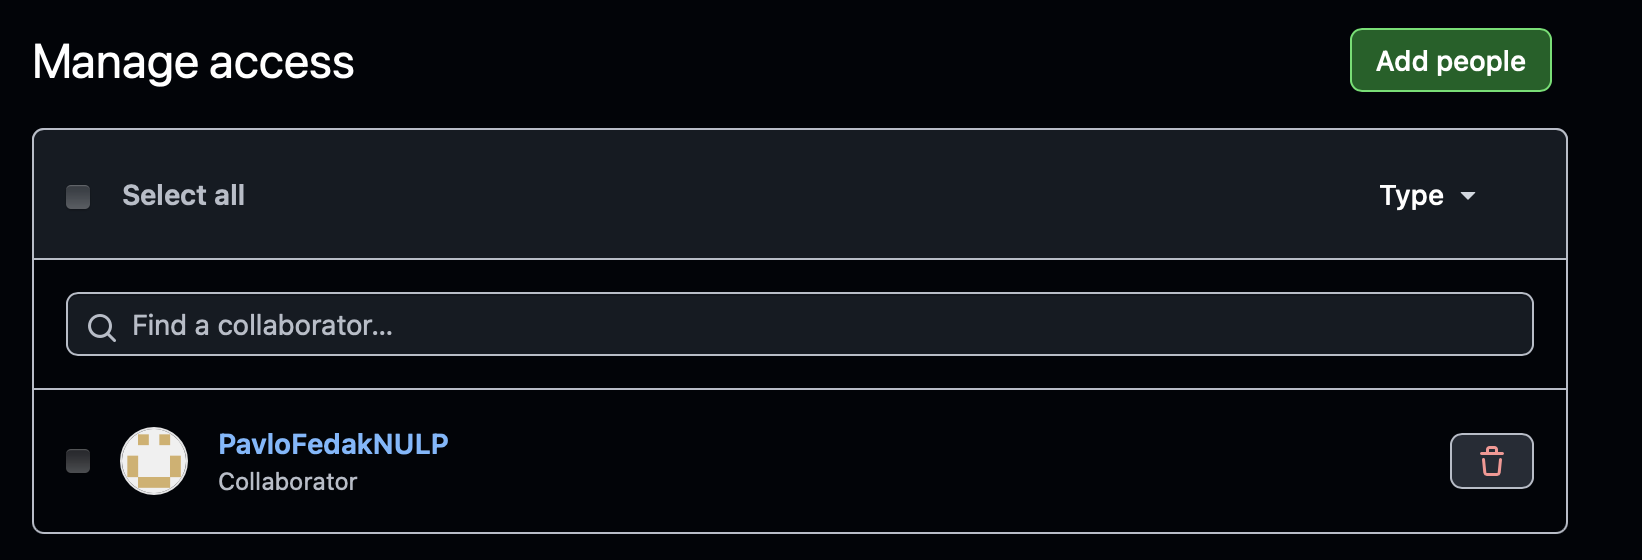 Manage access
Add people
Select all
Type
Find a collaborator...
PavloFedakNULP
Collaborator